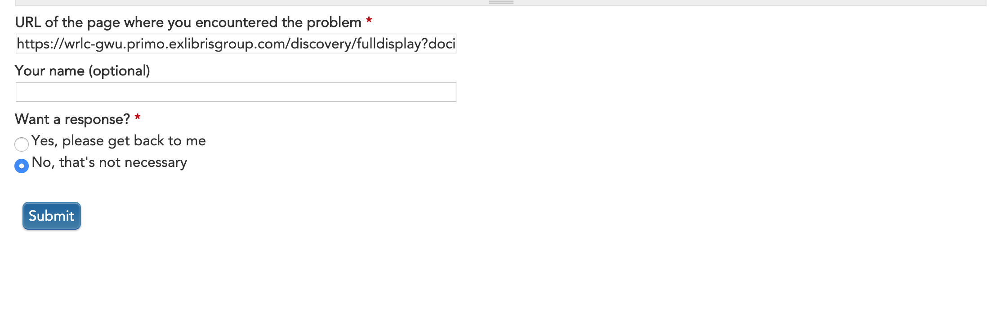 URL of the page where you encountered the problem *
https://wrlc-gwu.primo.exlibrisgroup.com/discovery/fulldisplay?doci
Your name (optional)
Want a response? *
Yes, please get back to me
No, that's not necessary
Submit